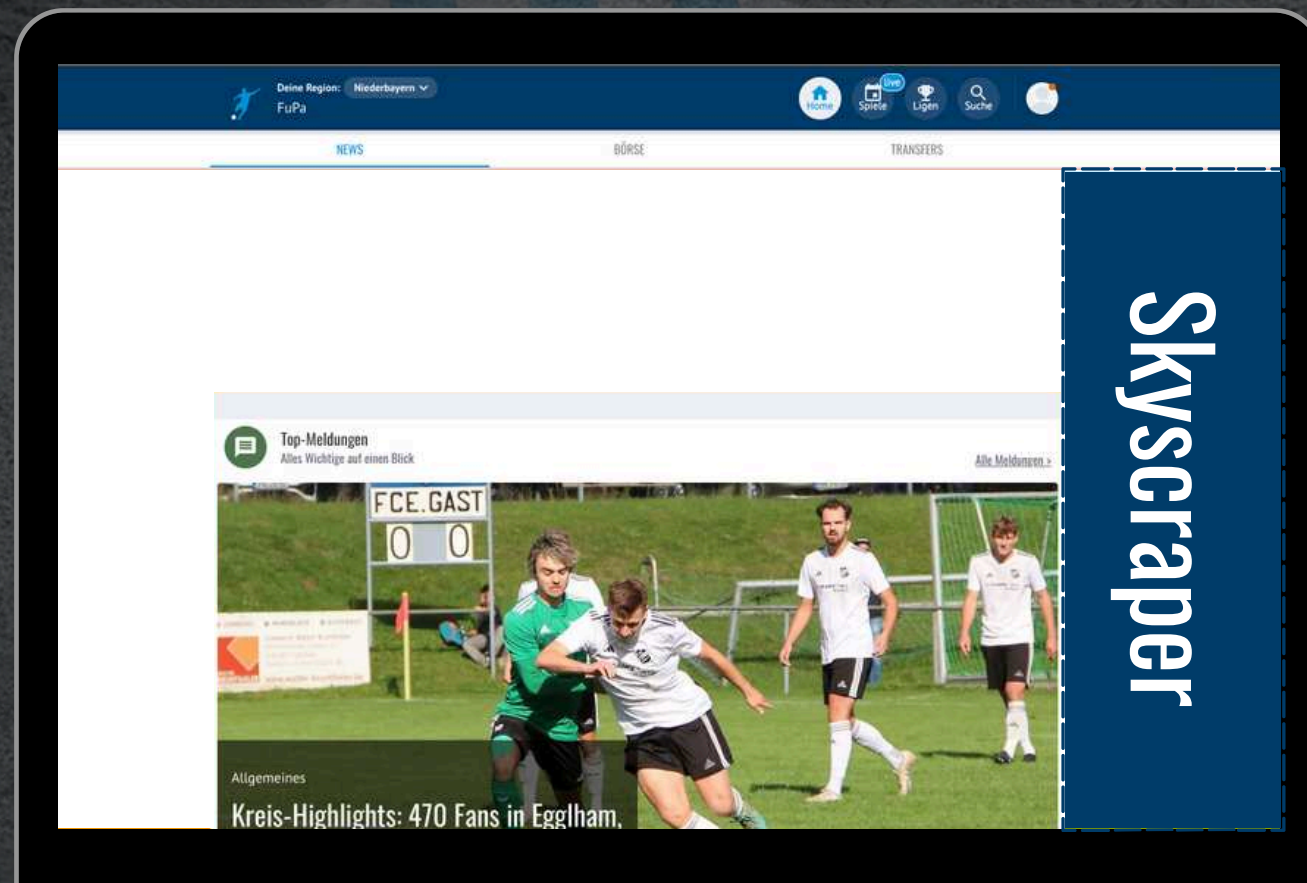 Deine Region: Niederbayern
FuPa
Home
Spiele
Live
Ligen
Suche
NEWS
BÖRSE
TRANSFERS
Top-Meldungen
Alles Wichtige auf einen Blick
Alle Meldungen >
FCE.GAST
0 0
Allgemeines
Kreis-Highlights: 470 Fans in Egglham,
Skyscraper